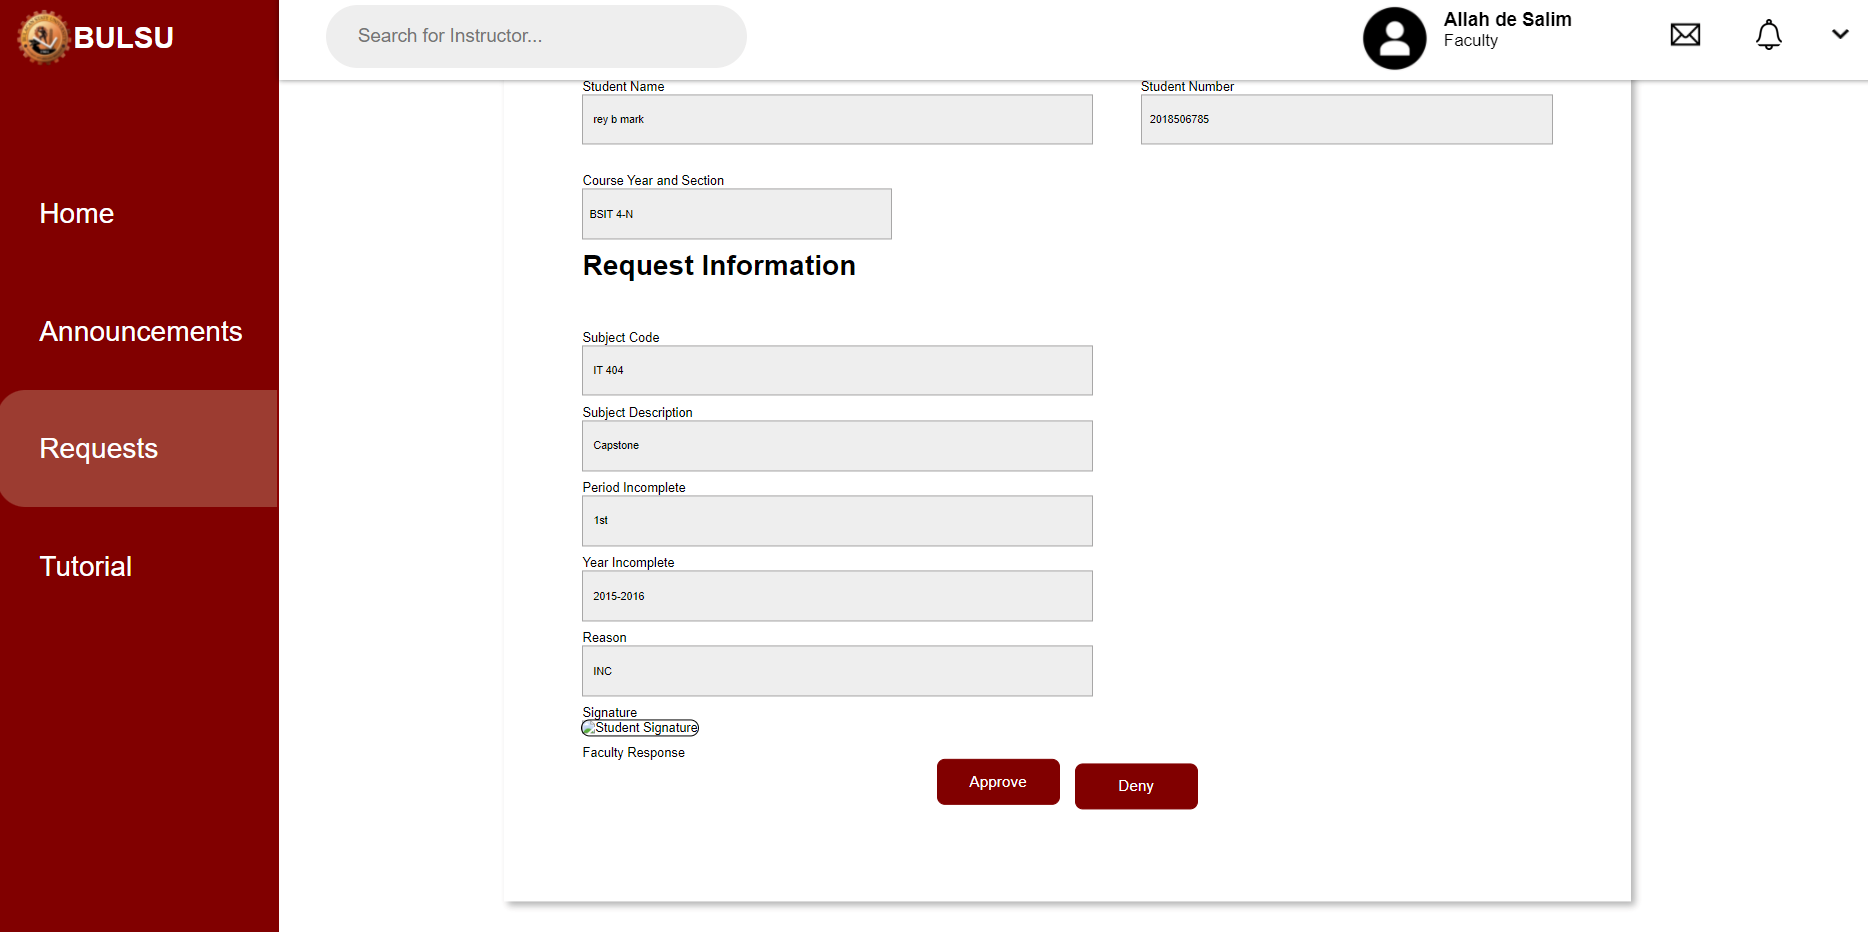 BULSU
Search for Instructor...
Allah de Salim
Faculty
Home
Announcements
Requests
Tutorial
Student Name
Student Number
rey b mark
2018506785
Course Year and Section
BSIT 4-N
Request Information
Subject Code
IT 404
Subject Description
Capstone
Period Incomplete
1st
Year Incomplete
2015-2016
Reason
INC
Signature
Student Signature
Faculty Response
Approve
Deny